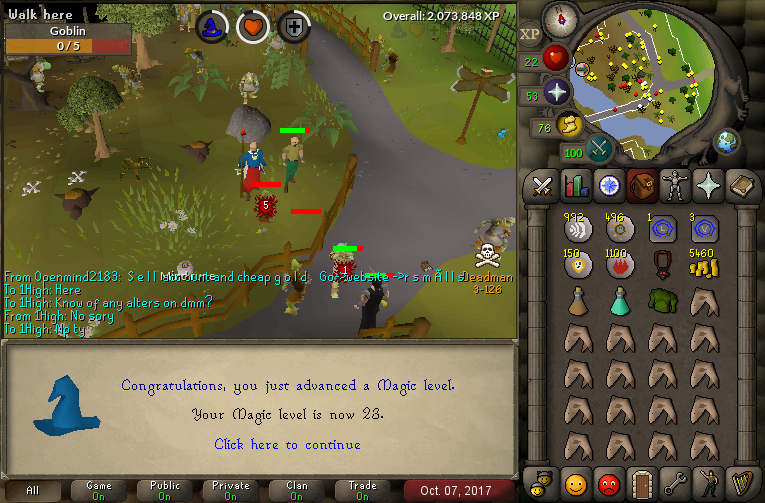 Walk here
Goblin
0 / 5
Overall: 2,073,848 XP
XP
22
53
76
100
5
1
Deadman
3-126
From Openmind2183:
To 1High: Here
To 1High: Know of any alters on dmm?
From 1High: No sory
To 1High: Np ty
992
496
1
3
150
1100
5460
Congratulations, you just advanced a Magic level.
Your Magic level is now 23.
Click here to continue
All
Game
On
Public
On
Private
On
Clan
On
Trade
On
Oct. 07, 2017